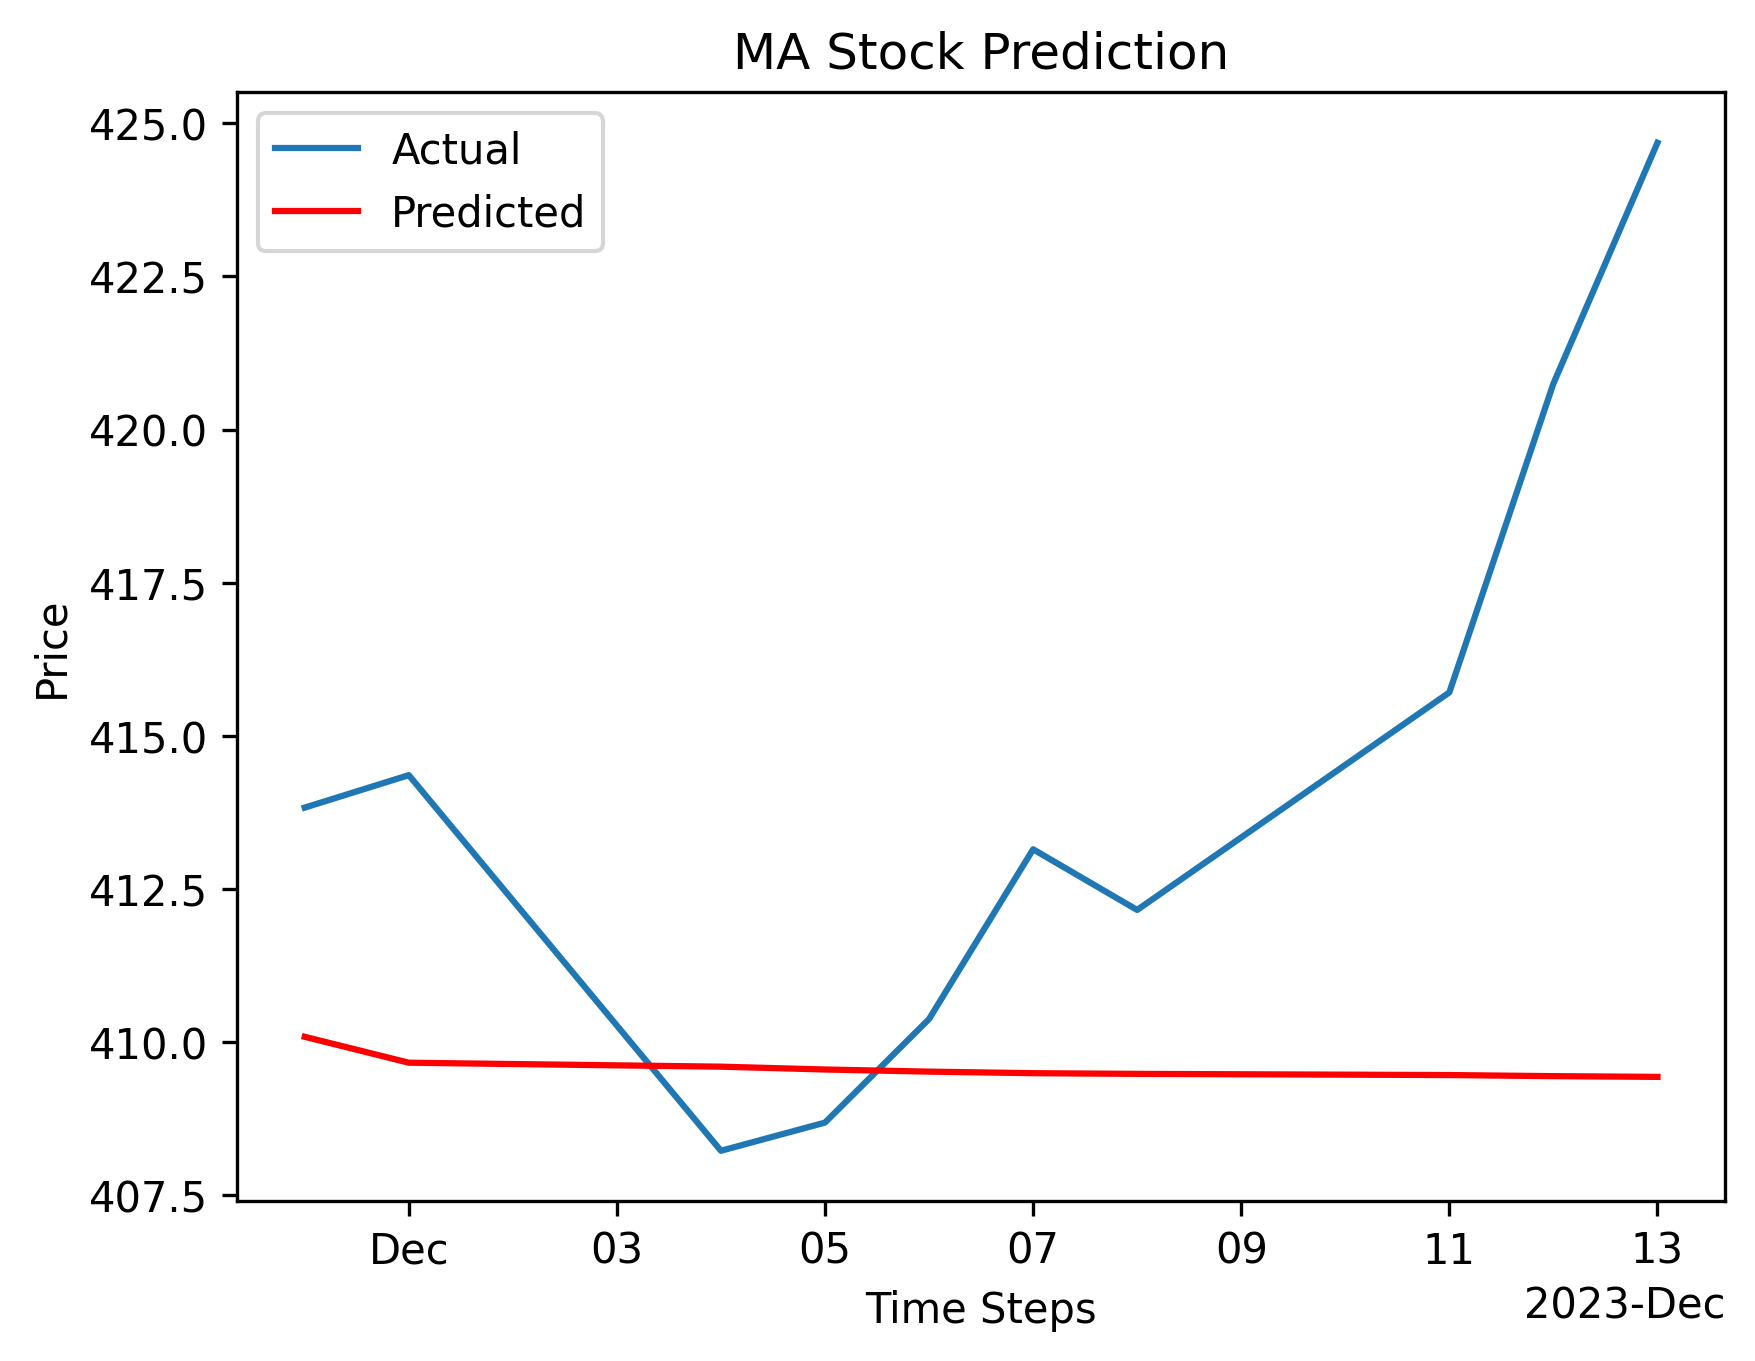 MA Stock Prediction
Actual
Predicted
425.0
422.5
420.0
417.5
415.0
412.5
410.0
407.5
Price
Dec 03 05 07 09 11 13
2023-Dec
Time Steps